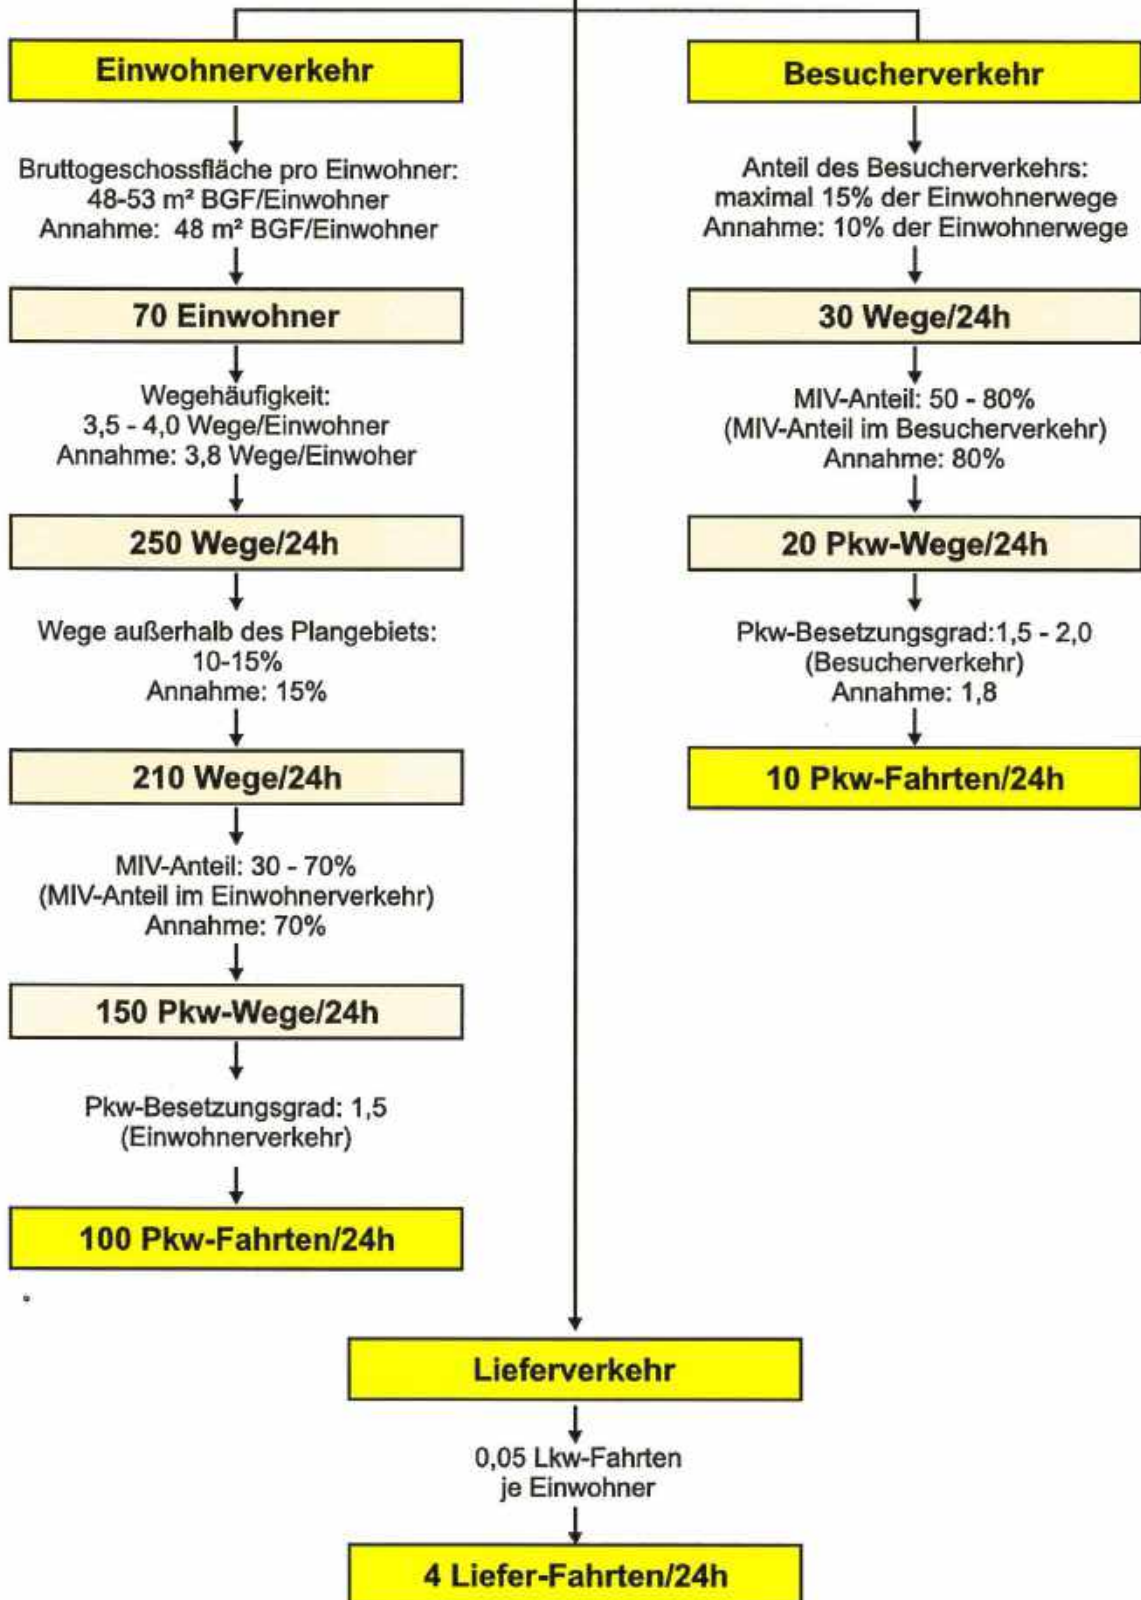 Einwohnerverkehr
Bruttogeschossfläche pro Einwohner:
48-53 m² BGF/Einwohner
Annahme: 48 m² BGF/Einwohner
70 Einwohner
Wegehäufigkeit:
3,5 - 4,0 Wege/Einwohner
Annahme: 3,8 Wege/Einwoher
250 Wege/24h
Wege außerhalb des Plangebiets:
10-15%
Annahme: 15%
210 Wege/24h
MIV-Anteil: 30 - 70%
(MIV-Anteil im Einwohnerverkehr)
Annahme: 70%
150 Pkw-Wege/24h
Pkw-Besetzungsgrad: 1,5
(Einwohnerverkehr)
100 Pkw-Fahrten/24h
Besucherverkehr
Anteil des Besucherverkehrs:
maximal 15% der Einwohnerwege
Annahme: 10% der Einwohnerwege
30 Wege/24h
MIV-Anteil: 50 - 80%
(MIV-Anteil im Besucherverkehr)
Annahme: 80%
20 Pkw-Wege/24h
Pkw-Besetzungsgrad:1,5 - 2,0
(Besucherverkehr)
Annahme: 1,8
10 Pkw-Fahrten/24h
Lieferverkehr
0,05 Lkw-Fahrten
je Einwohner
4 Liefer-Fahrten/24h